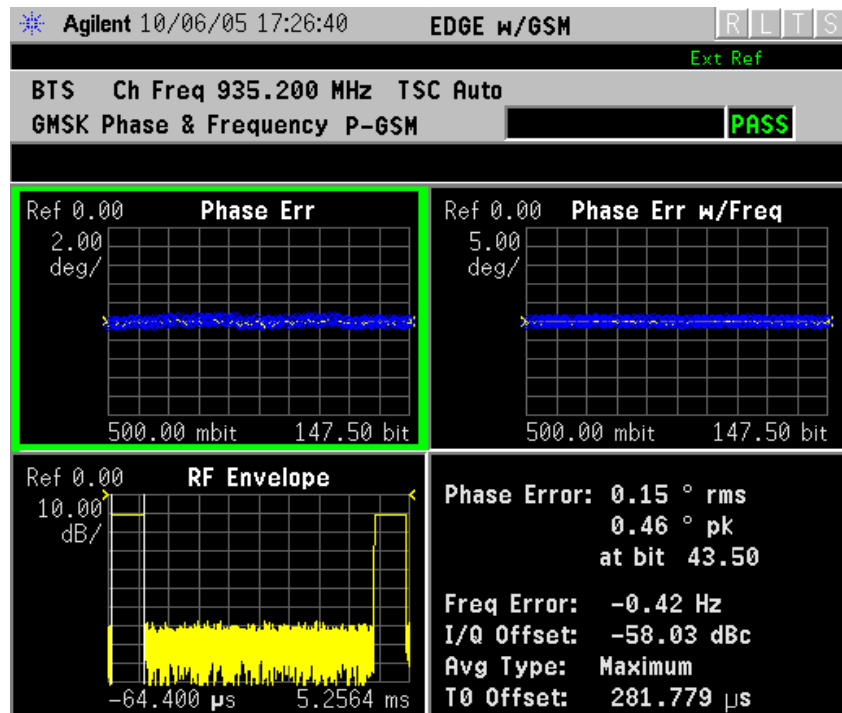 Agilent 10/06/05 17:26:40 EDGE w/GSM R L T S
Ext Ref
BTS Ch Freq 935.200 MHz TSC Auto
GMSK Phase & Frequency P-GSM PASS
Ref 0.00 Phase Err
2.00
deg/
500.00 mbit 147.50 bit
Ref 0.00 Phase Err w/Freq
5.00
deg/
500.00 mbit 147.50 bit
Ref 0.00 RF Envelope
10.00
dB/
-64.400 µs 5.2564 ms
Phase Error: 0.15 ° rms
0.46 ° pk
at bit 43.50
Freq Error: -0.42 Hz
I/Q Offset: -58.03 dBc
Avg Type: Maximum
T0 Offset: 281.779 µs